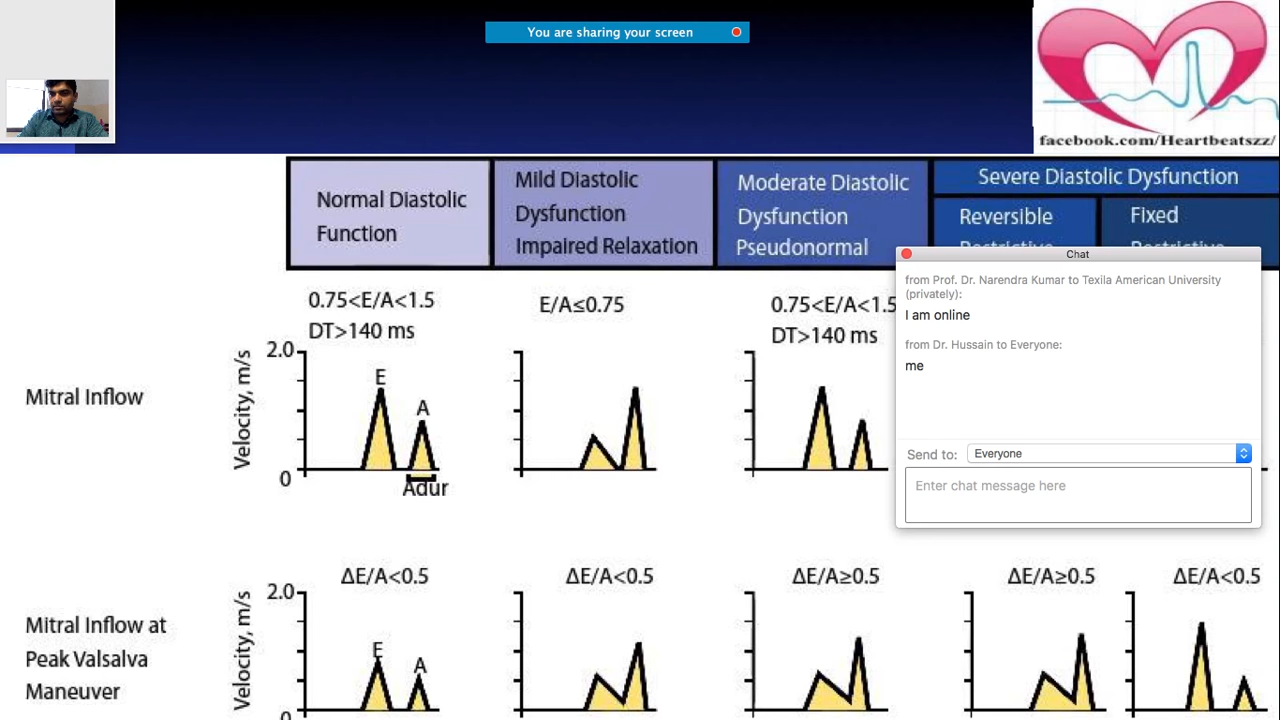 You are sharing your screen
facebook.com/Heartbeatszz/
Normal Diastolic
Function
Mild Diastolic
Dysfunction
Impaired Relaxation
Moderate Diastolic
Dysfunction
Pseudonormal
Severe Diastolic Dysfunction
Reversible
Restrictive
Fixed
Restrictive
Chat
from Prof. Dr. Narendra Kumar to Texila American University
(privately):
I am online
from Dr. Hussain to Everyone:
me
Send to: Everyone
Enter chat message here
Mitral Inflow
0.75<E/A<1.5
DT>140 ms
E/A≤0.75
0.75<E/A<1.5
DT>140 ms
2.0
Velocity, m/s
0
E
A
Adur
Mitral Inflow at
Peak Valsalva
Maneuver
ΔE/A<0.5
ΔE/A<0.5
ΔE/A≥0.5
ΔE/A≥0.5
ΔE/A<0.5
2.0
Velocity, m/s
0
E
A